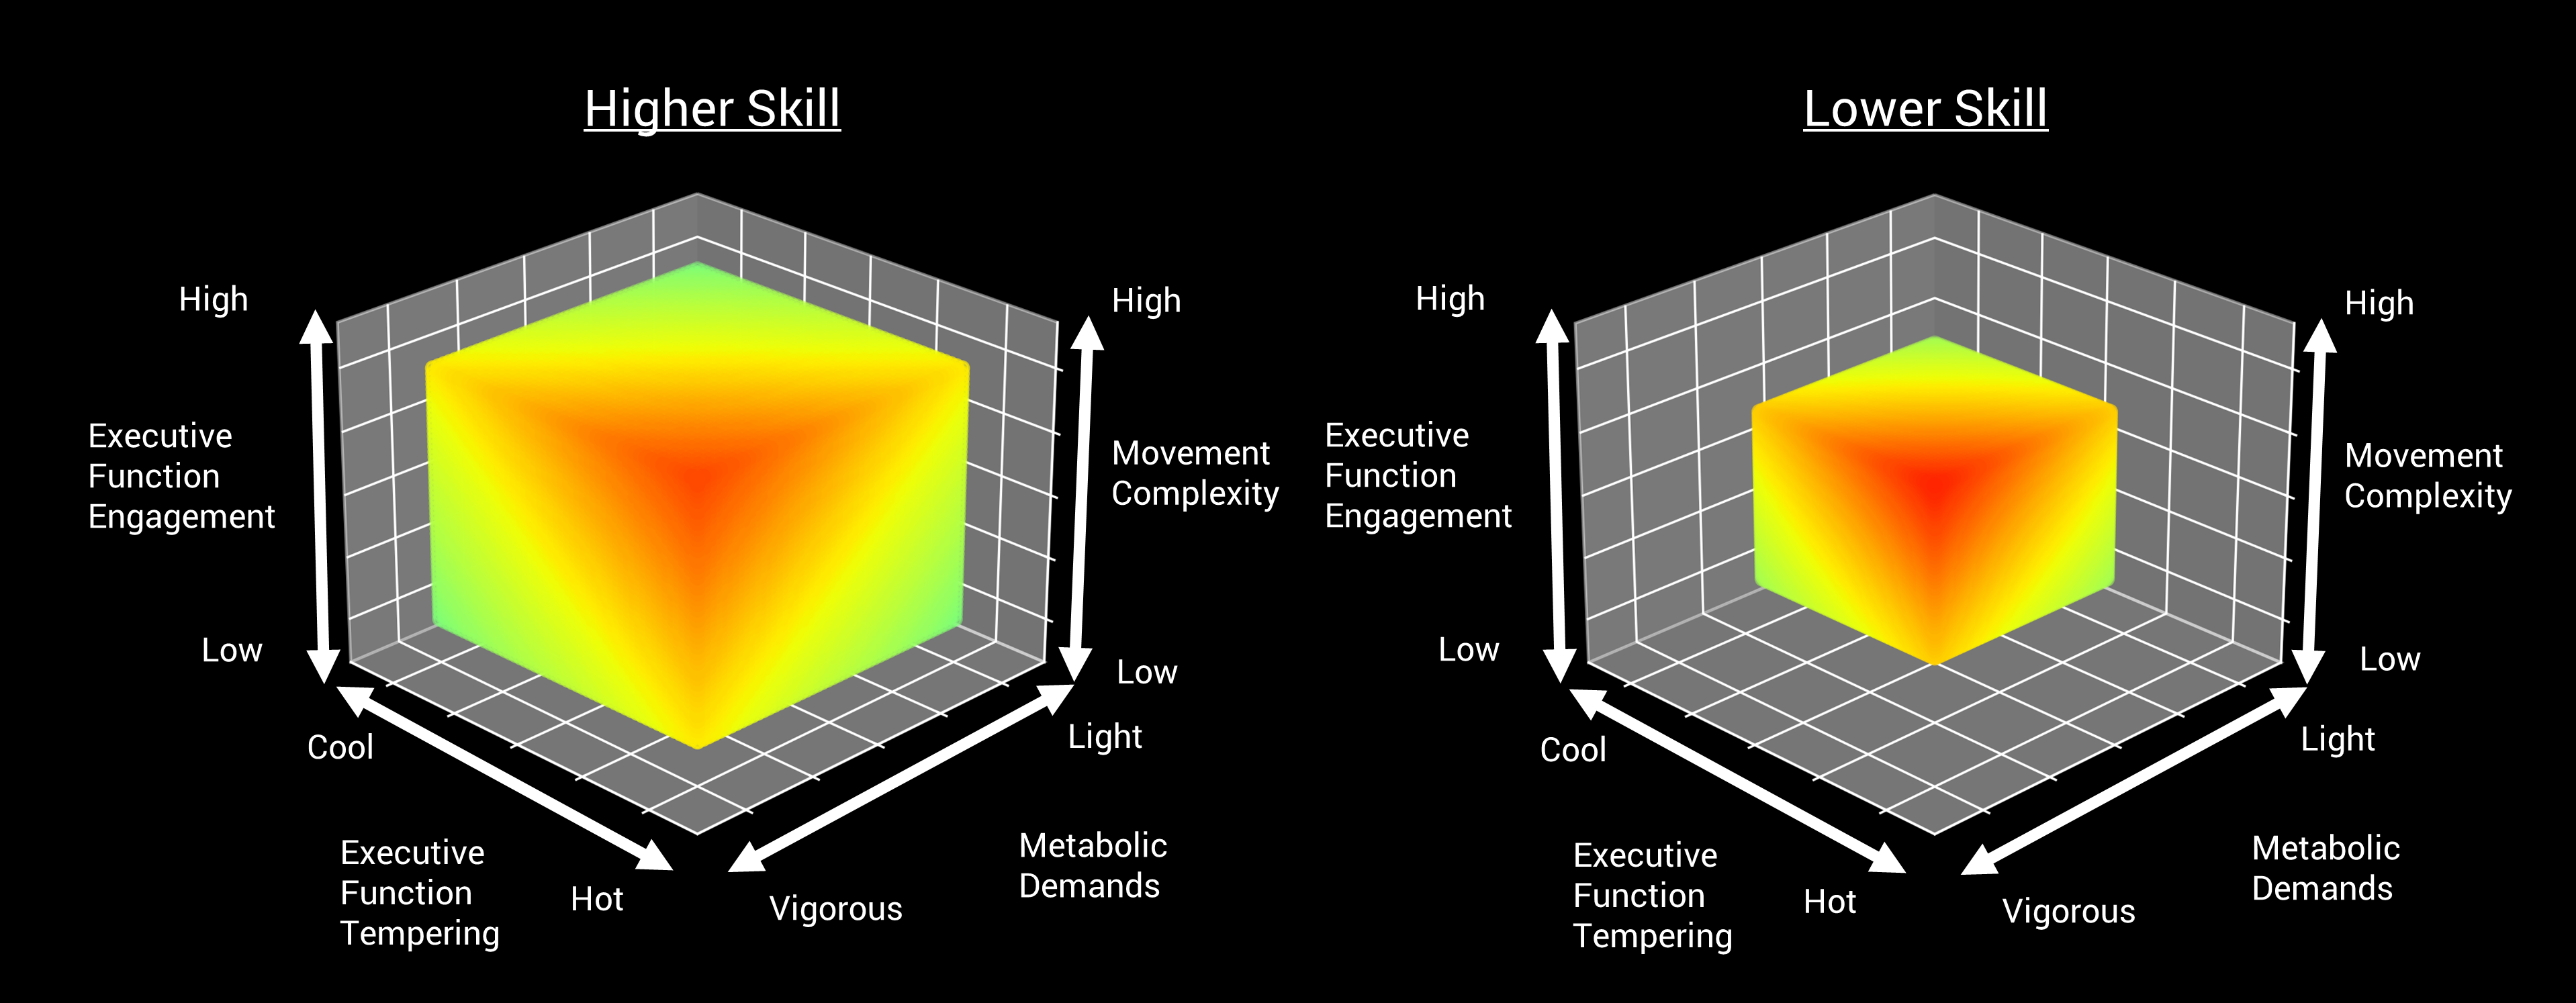 Higher Skill
High
Executive
Function
Engagement
Low
High
Movement
Complexity
Low
Cool
Executive
Function
Tempering
Hot
Light
Metabolic
Demands
Vigorous
Lower Skill
High
Executive
Function
Engagement
Low
High
Movement
Complexity
Low
Cool
Executive
Function
Tempering
Hot
Light
Metabolic
Demands
Vigorous